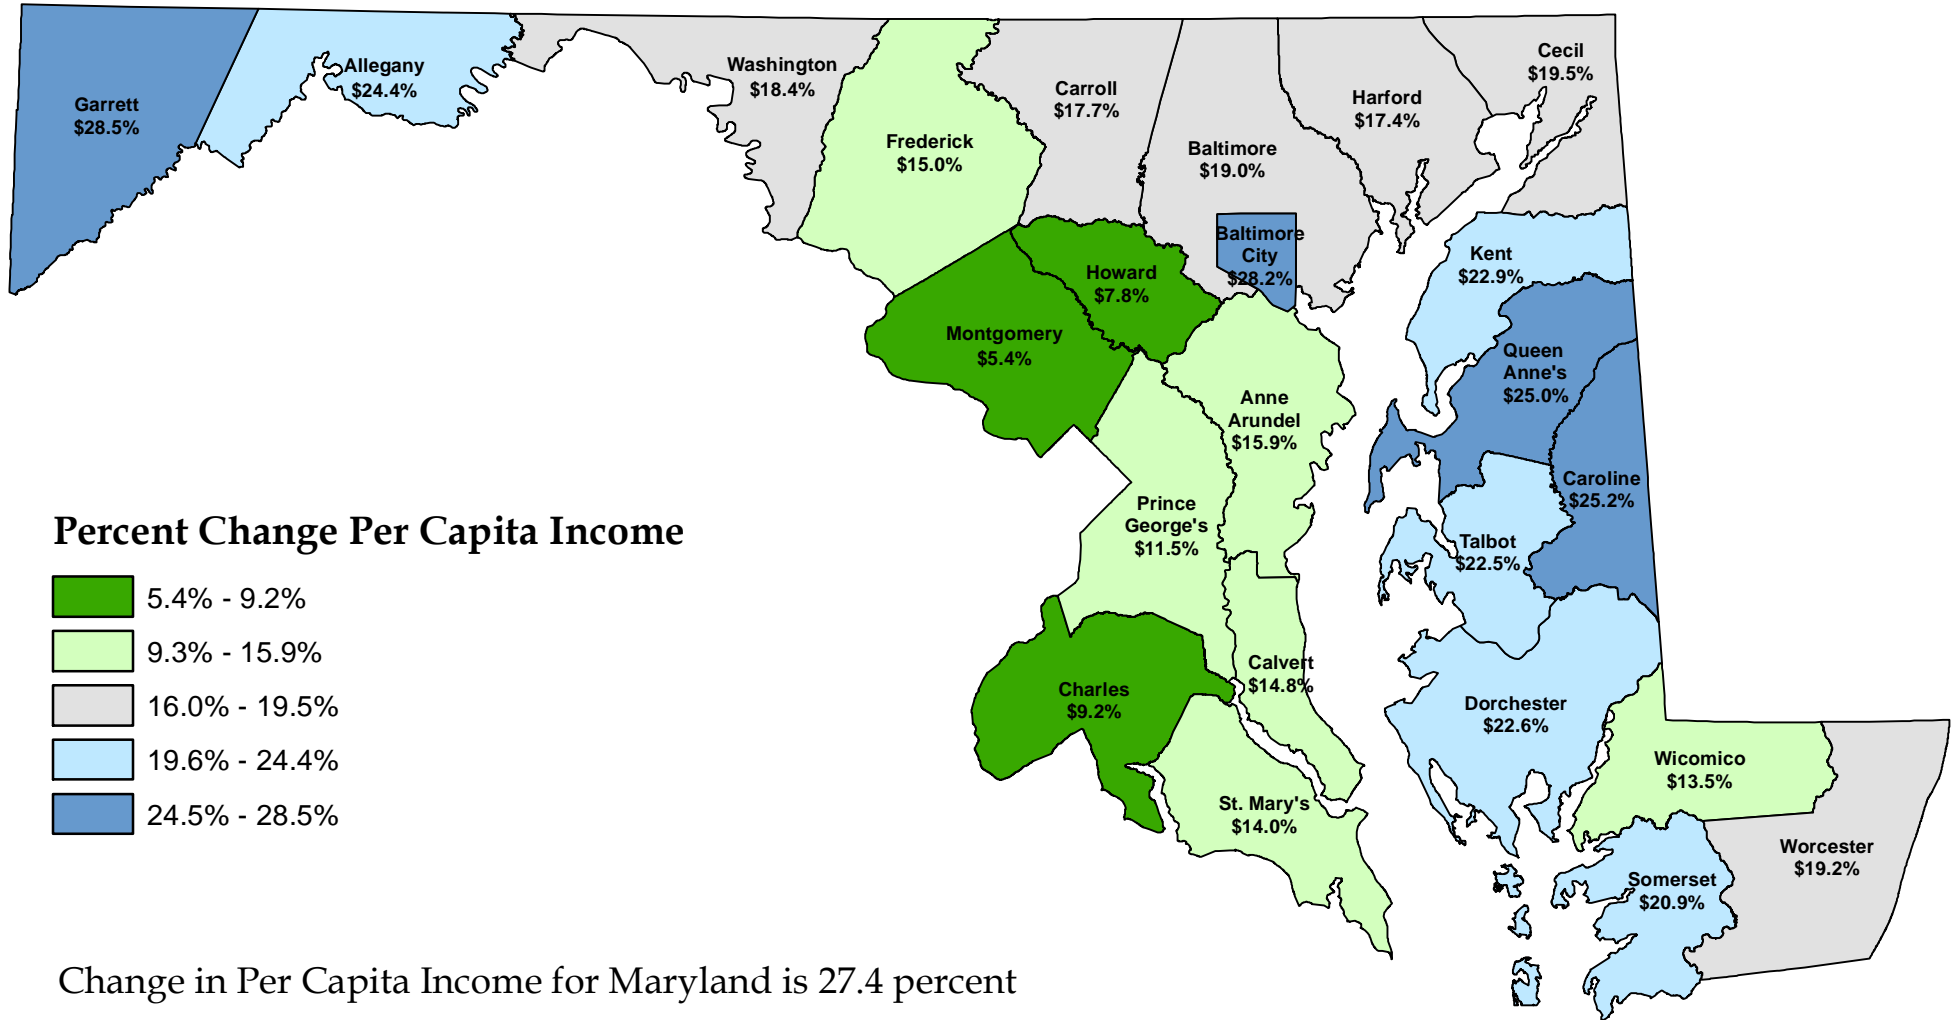 Garrett
$28.5%
Allegany
$24.4%
Washington
$18.4%
Frederick
$15.0%
Carroll
$17.7%
Baltimore
$19.0%
Harford
$17.4%
Cecil
$19.5%
Baltimore
City
$28.2%
Howard
$7.8%
Montgomery
$5.4%
Kent
$22.9%
Queen
Anne's
$25.0%
Anne
Arundel
$15.9%
Caroline
$25.2%
Prince
George's
$11.5%
Talbot
$22.5%
Calvert
$14.8%
Charles
$9.2%
Dorchester
$22.6%
Wicomico
$13.5%
St. Mary's
$14.0%
Worcester
$19.2%
Somerset
$20.9%
Percent Change Per Capita Income
5.4% - 9.2%
9.3% - 15.9%
16.0% - 19.5%
19.6% - 24.4%
24.5% - 28.5%
Change in Per Capita Income for Maryland is 27.4 percent